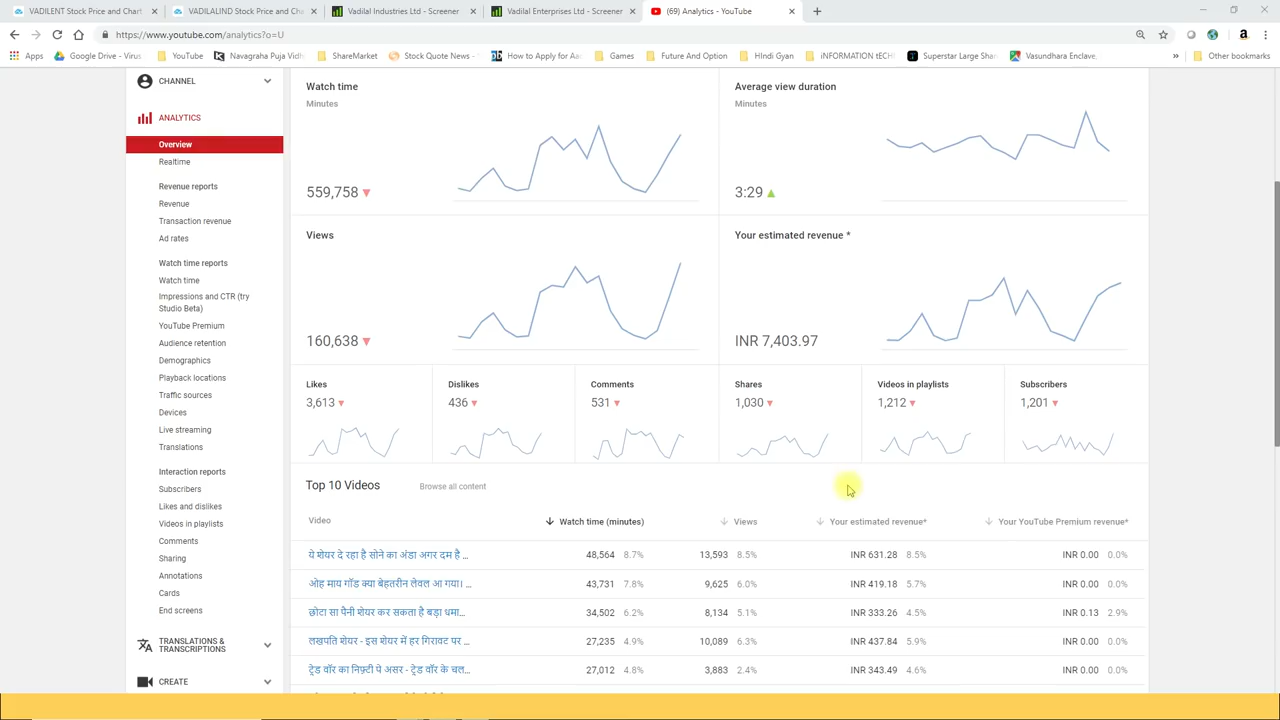 VADILENT Stock Price and Chart
VADILALIND Stock Price and Cha
Vadilal Industries Ltd - Screener
Vadilal Enterprises Ltd - Screener
(69) Analytics - YouTube
https://www.youtube.com/analytics?o=U
Apps
Google Drive - Virus
YouTube
Navagraha Puja Vidh
ShareMarket
Stock Quote News -
How to Apply for Aad
Games
Future And Option
HIndi Gyan
iNFORMATION tECH
Superstar Large Shar
Vasundhara Enclave,
Other bookmarks
CHANNEL
ANALYTICS
Overview
Realtime
Revenue reports
Revenue
Transaction revenue
Ad rates
Watch time reports
Watch time
Impressions and CTR (try
Studio Beta)
YouTube Premium
Audience retention
Demographics
Playback locations
Traffic sources
Devices
Live streaming
Translations
Interaction reports
Subscribers
Likes and dislikes
Videos in playlists
Comments
Sharing
Annotations
Cards
End screens
TRANSLATIONS &
TRANSCRIPTIONS
CREATE
Watch time
Minutes
559,758
Average view duration
Minutes
3:29
Views
160,638
Your estimated revenue *
INR 7,403.97
Likes
3,613
Dislikes
436
Comments
531
Shares
1,030
Videos in playlists
1,212
Subscribers
1,201
Top 10 Videos Browse all content
Video Watch time (minutes) Views Your estimated revenue* Your YouTube Premium revenue*
ये शेयर दे रहा है सोने का अंडा अगर दम है ... 48,564 8.7% 13,593 8.5% INR 631.28 8.5% INR 0.00 0.0%
ओह माय गॉड क्या बेहतरीन लेवल आ गया। ... 43,731 7.8% 9,625 6.0% INR 419.18 5.7% INR 0.00 0.0%
छोटा सा पैनी शेयर कर सकता है बड़ा धमा... 34,502 6.2% 8,134 5.1% INR 333.26 4.5% INR 0.13 2.9%
लखपति शेयर - इस शेयर में हर गिरावट पर ... 27,235 4.9% 10,089 6.3% INR 437.84 5.9% INR 0.00 0.0%
ट्रेड वॉर का निफ़्टी पे असर - ट्रेड वॉर के चल... 27,012 4.8% 3,883 2.4% INR 343.49 4.6% INR 0.00 0.0%